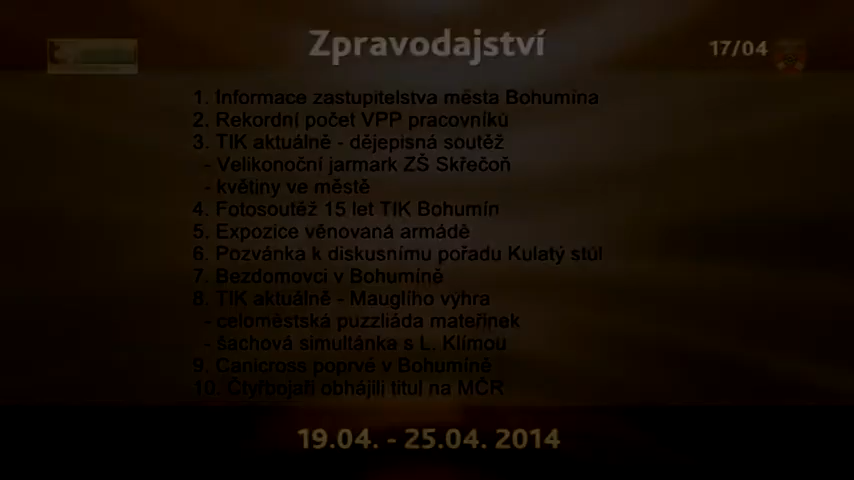 Zpravodajství
17/04
1. Informace zastupitelstva města Bohumína
2. Rekordní počet VPP pracovníků
3. TIK aktuálně - dějepisná soutěž
- Velikonoční jarmark ZŠ Skřečoň
- květiny ve městě
4. Fotosoutěž 15 let TIK Bohumín
5. Expozice věnovaná armádě
6. Pozvánka k diskusnímu pořadu Kulatý stůl
7. Bezdomovci v Bohumíně
8. TIK aktuálně - Mauglího výhra
- celoměstská puzzliáda mateřinek
- šachová simultánka s L. Klímou
9. Canicross poprvé v Bohumíně
10. Čtyřbojaři obhájili titul na MČR
19.04. - 25.04. 2014